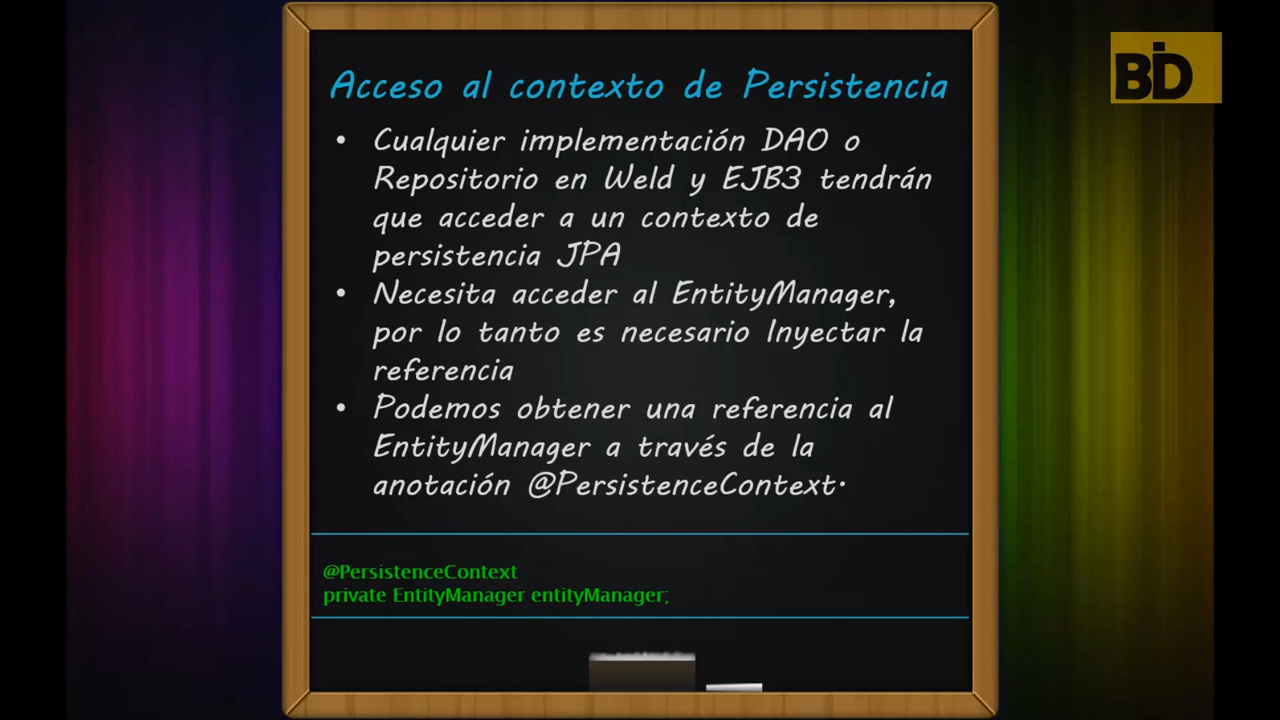 BID
Acceso al contexto de Persistencia
• Cualquier implementación DAO o
Repositorio en Weld y EJB3 tendrán
que acceder a un contexto de
persistencia JPA
• Necesita acceder al EntityManager,
por lo tanto es necesario Inyectar la
referencia
• Podemos obtener una referencia al
EntityManager a través de la
anotación @PersistenceContext.
@PersistenceContext
private EntityManager entityManager;